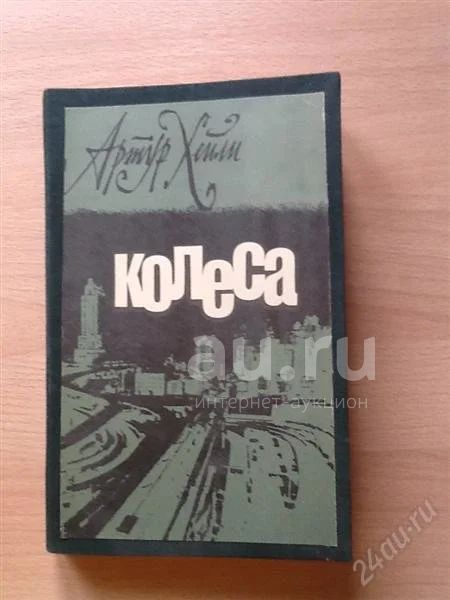 Артур Хейли
колеса
au.ru
интернет-аукцион
24au.ru